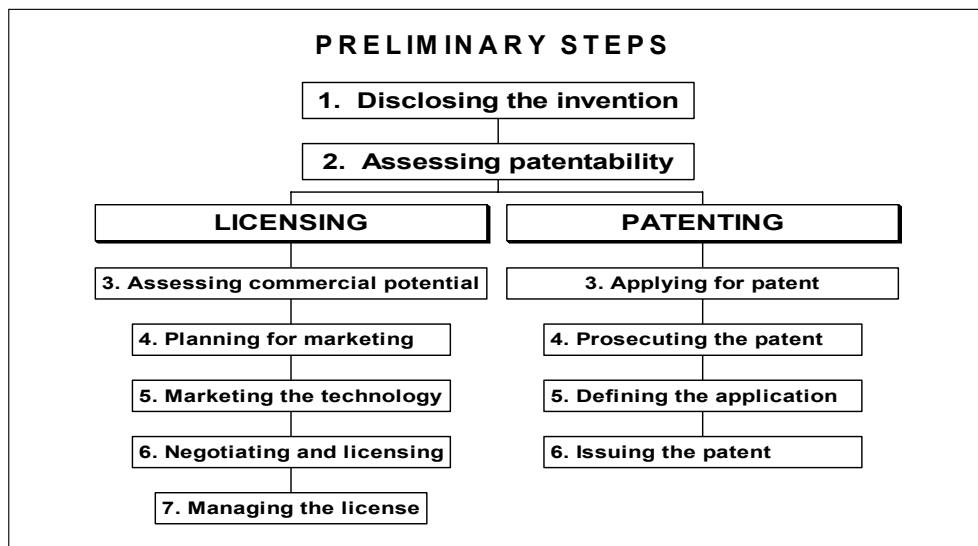 PRELIMINARY STEPS
1. Disclosing the invention
2. Assessing patentability
LICENSING
3. Assessing commercial potential
4. Planning for marketing
5. Marketing the technology
6. Negotiating and licensing
7. Managing the license
PATENTING
3. Applying for patent
4. Prosecuting the patent
5. Defining the application
6. Issuing the patent